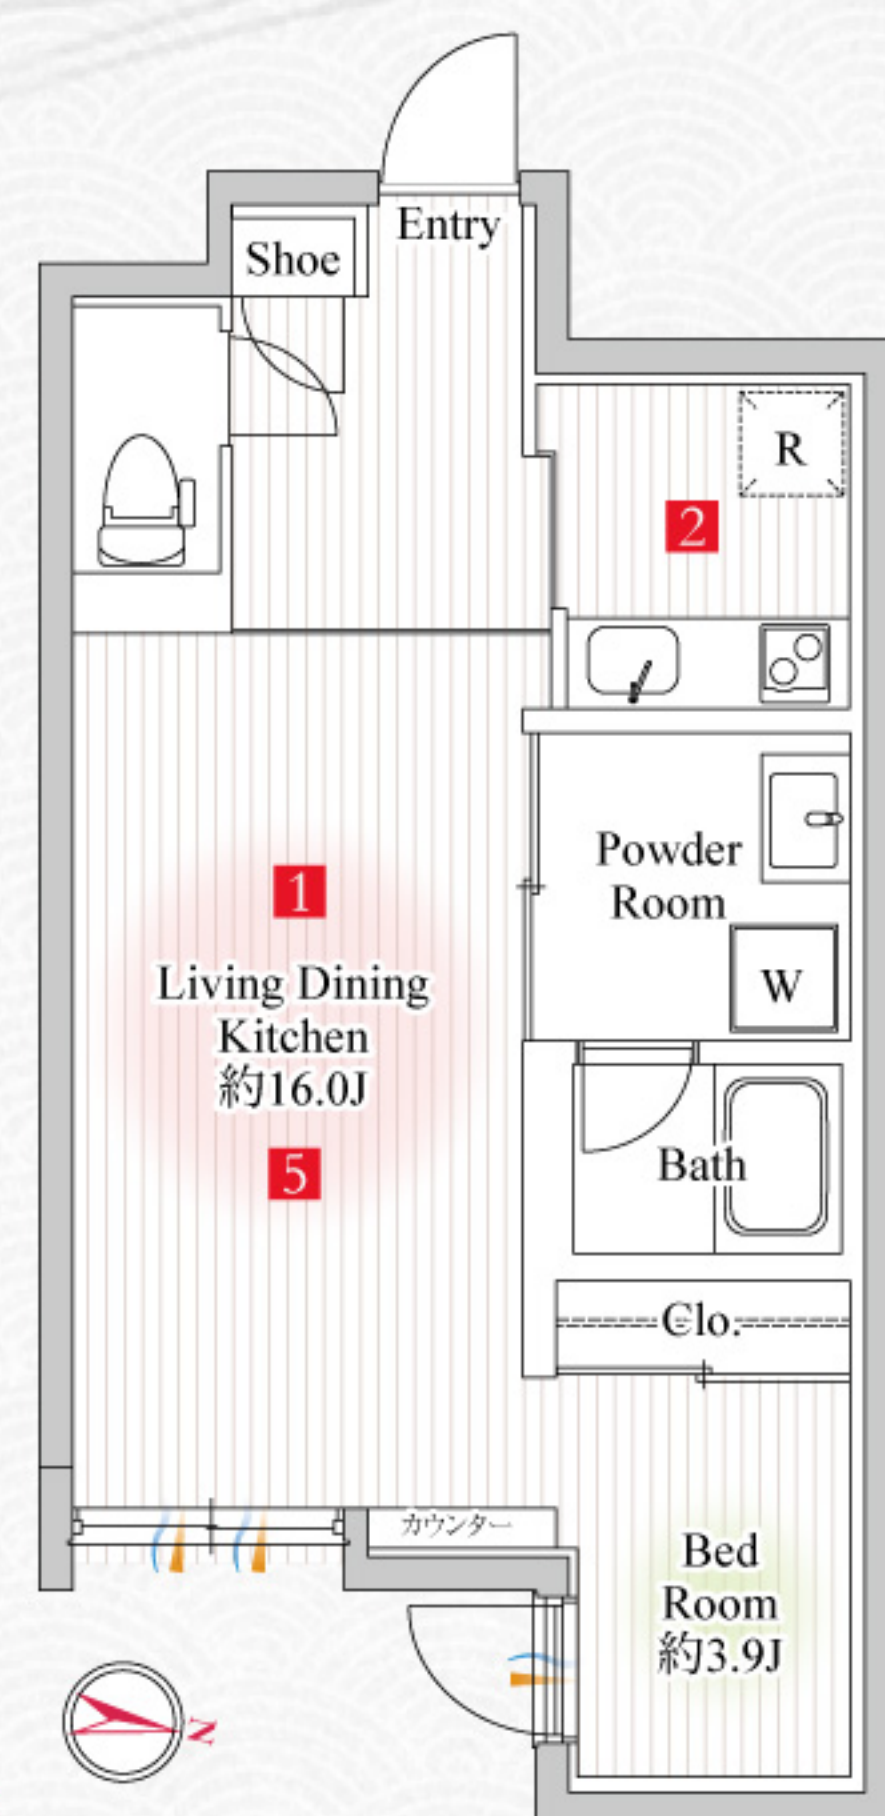 Entry
Shoe
R
2
Powder
Room
1
W
Living Dining
Kitchen
約16.0J
5
Bath
Clo.
カウンター
Bed
Room
約3.9J
N